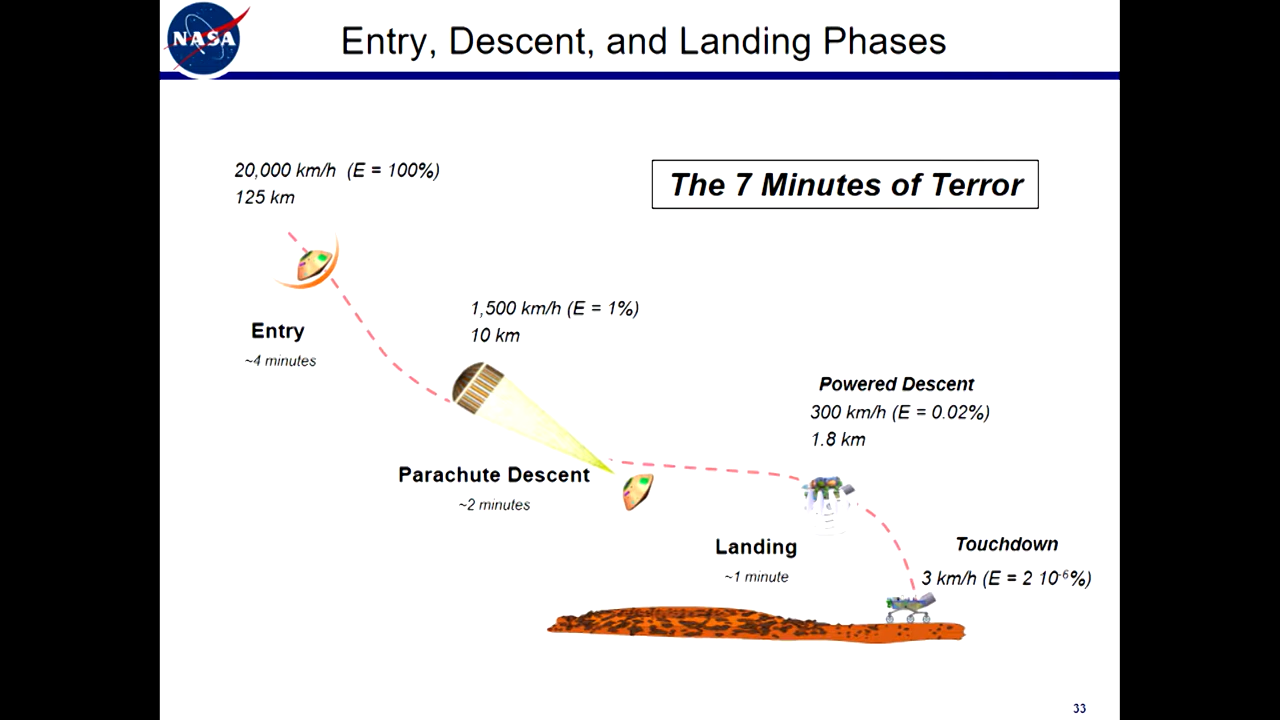 NASA
Entry, Descent, and Landing Phases
20,000 km/h (E = 100%)
125 km
The 7 Minutes of Terror
1,500 km/h (E = 1%)
10 km
Entry
~4 minutes
Powered Descent
300 km/h (E = 0.02%)
1.8 km
Parachute Descent
~2 minutes
Landing
~1 minute
Touchdown
3 km/h (E = 2 10⁻⁶%)
33